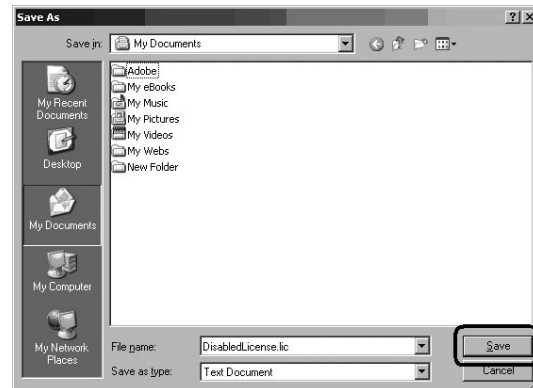 Save As
Save in:
My Documents
My Recent
Documents
Desktop
My Documents
My Computer
My Network
Places
Adobe
My eBooks
My Music
My Pictures
My Videos
My Webs
New Folder
File name:
DisabledLicense.lic
Save
Save as type:
Text Document
Cancel